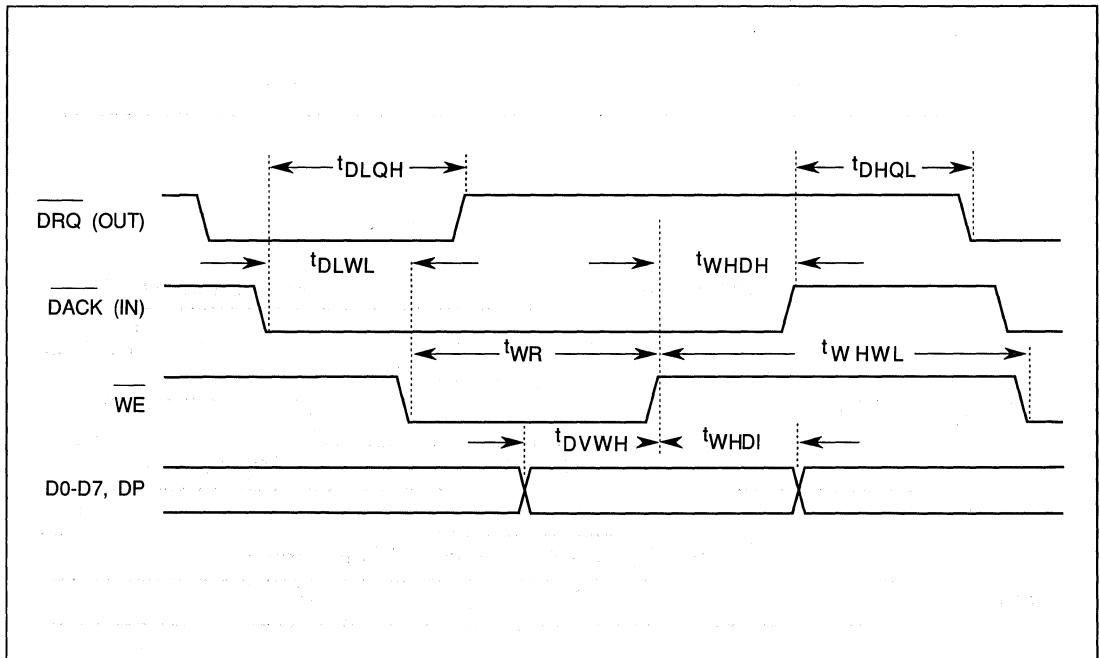 tDLQH
tDHQL
DRQ (OUT)
tDLWL
tWHDH
DACK (IN)
tWR
tWHWL
WE
tDVWH
tWHDI
D0-D7, DP